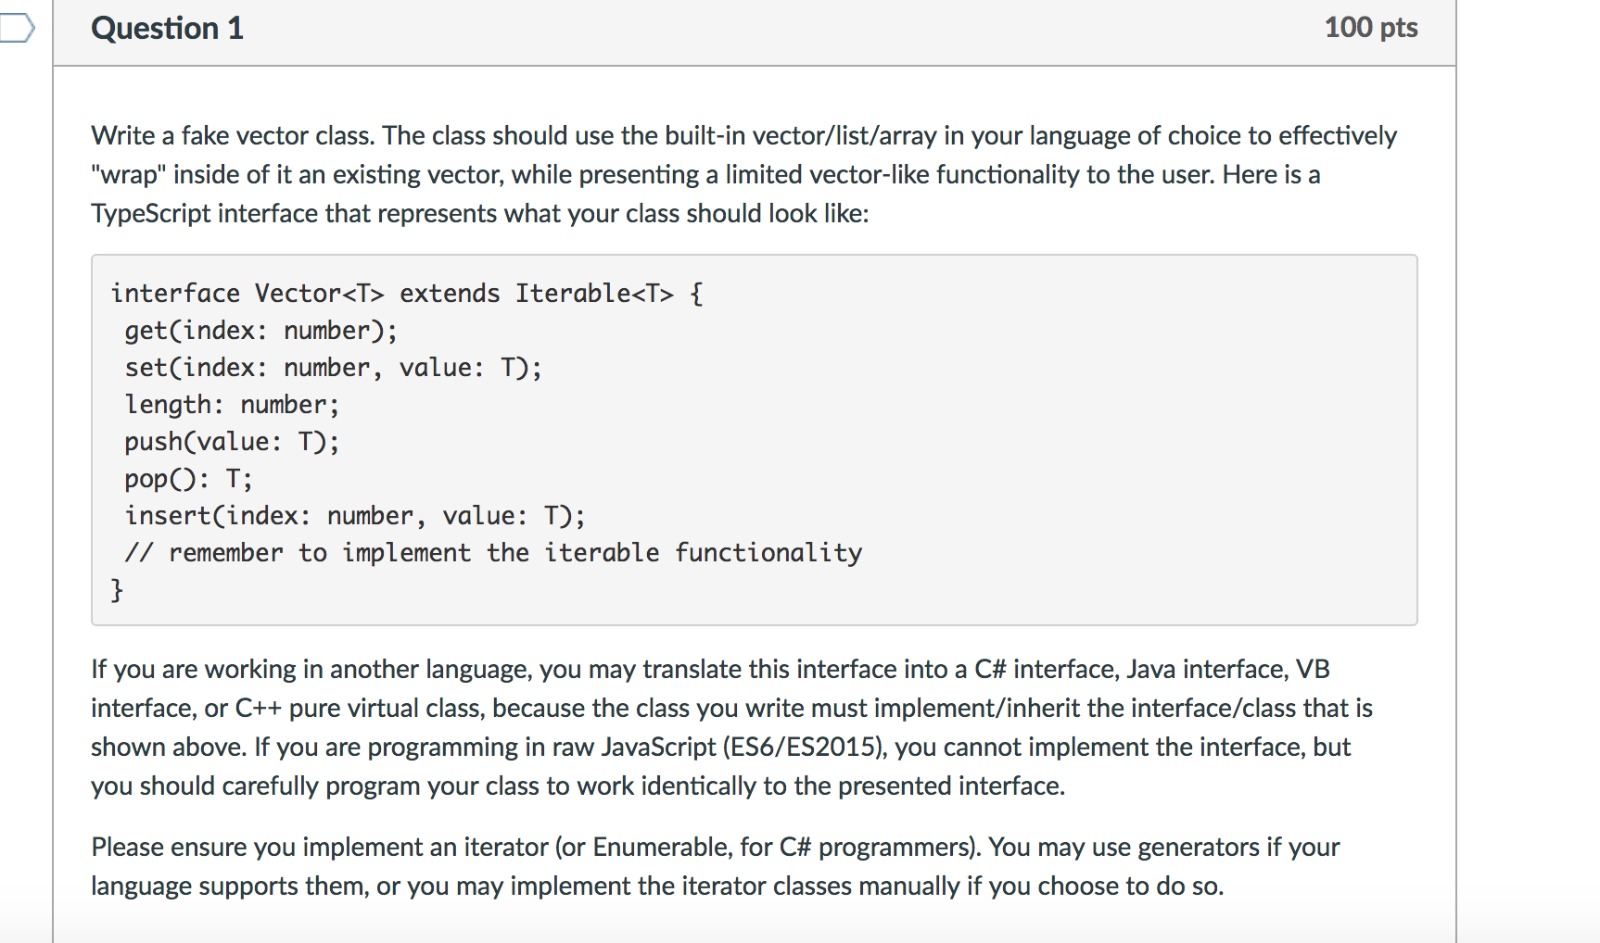 Question 1
100 pts
Write a fake vector class. The class should use the built-in vector/list/array in your language of choice to effectively
"wrap" inside of it an existing vector, while presenting a limited vector-like functionality to the user. Here is a
TypeScript interface that represents what your class should look like:
interface Vector<T> extends Iterable<T> {
 get(index: number);
 set(index: number, value: T);
 length: number;
 push(value: T);
 pop(): T;
 insert(index: number, value: T);
 // remember to implement the iterable functionality
}
If you are working in another language, you may translate this interface into a C# interface, Java interface, VB
interface, or C++ pure virtual class, because the class you write must implement/inherit the interface/class that is
shown above. If you are programming in raw JavaScript (ES6/ES2015), you cannot implement the interface, but
you should carefully program your class to work identically to the presented interface.
Please ensure you implement an iterator (or Enumerable, for C# programmers). You may use generators if your
language supports them, or you may implement the iterator classes manually if you choose to do so.